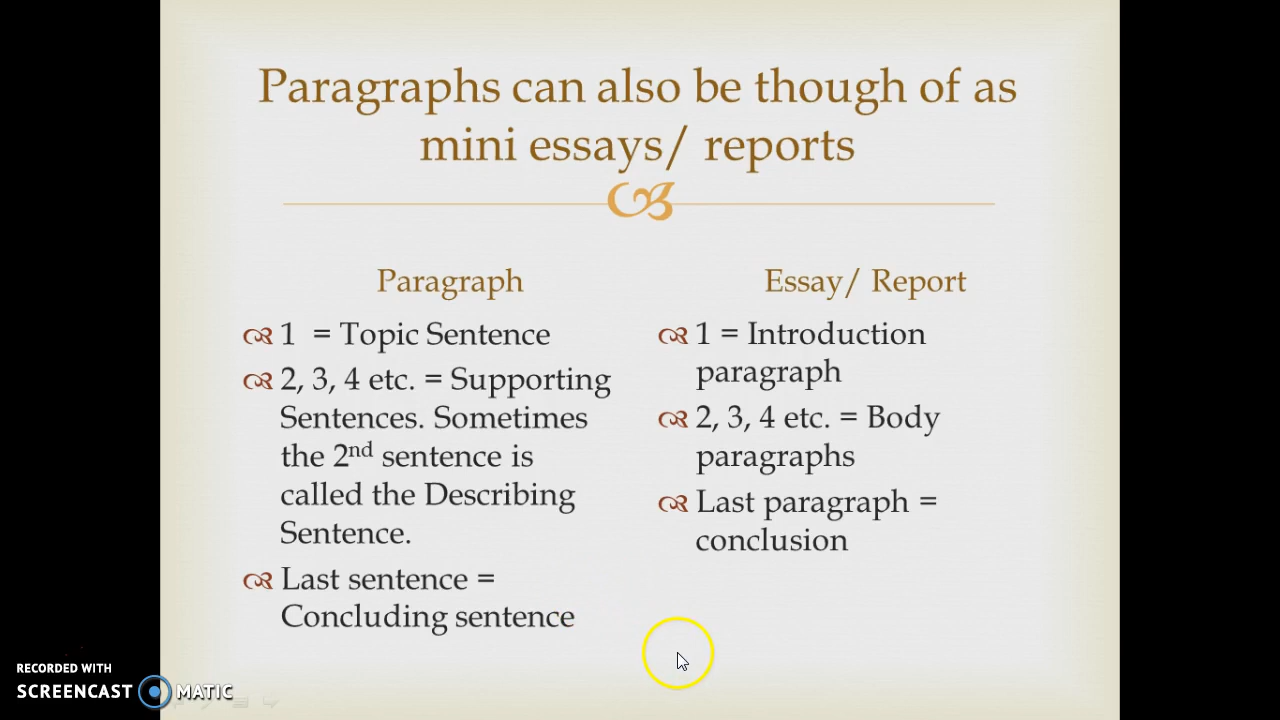 Paragraphs can also be though of as
mini essays/ reports
Paragraph
1  = Topic Sentence
2, 3, 4 etc. = Supporting
Sentences. Sometimes
the 2nd sentence is
called the Describing
Sentence.
Last sentence =
Concluding sentence
Essay/ Report
1 = Introduction
paragraph
2, 3, 4 etc. = Body
paragraphs
Last paragraph =
conclusion
RECORDED WITH
SCREENCAST MATIC